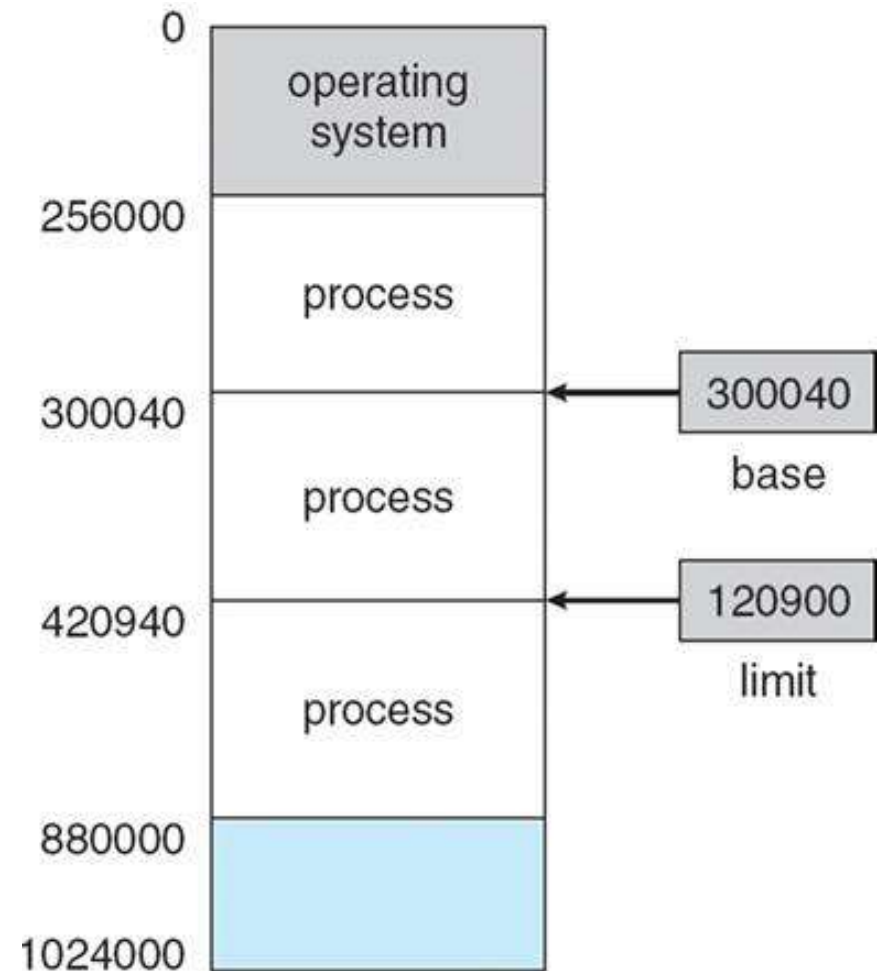 0
operating
system
256000
process
300040
300040
base
process
420940
120900
limit
process
880000
1024000